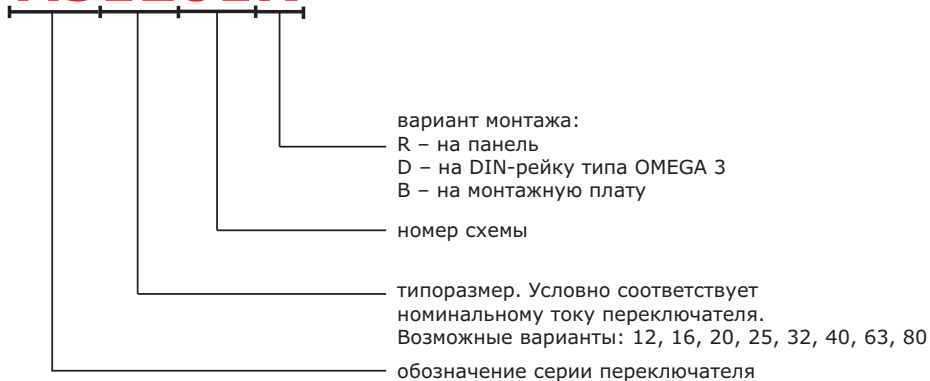 вариант монтажа:
R – на панель
D – на DIN-рейку типа OMEGA 3
B – на монтажную плату
номер схемы
типоразмер. Условно соответствует
номинальному току переключателя.
Возможные варианты: 12, 16, 20, 25, 32, 40, 63, 80
обозначение серии переключателя